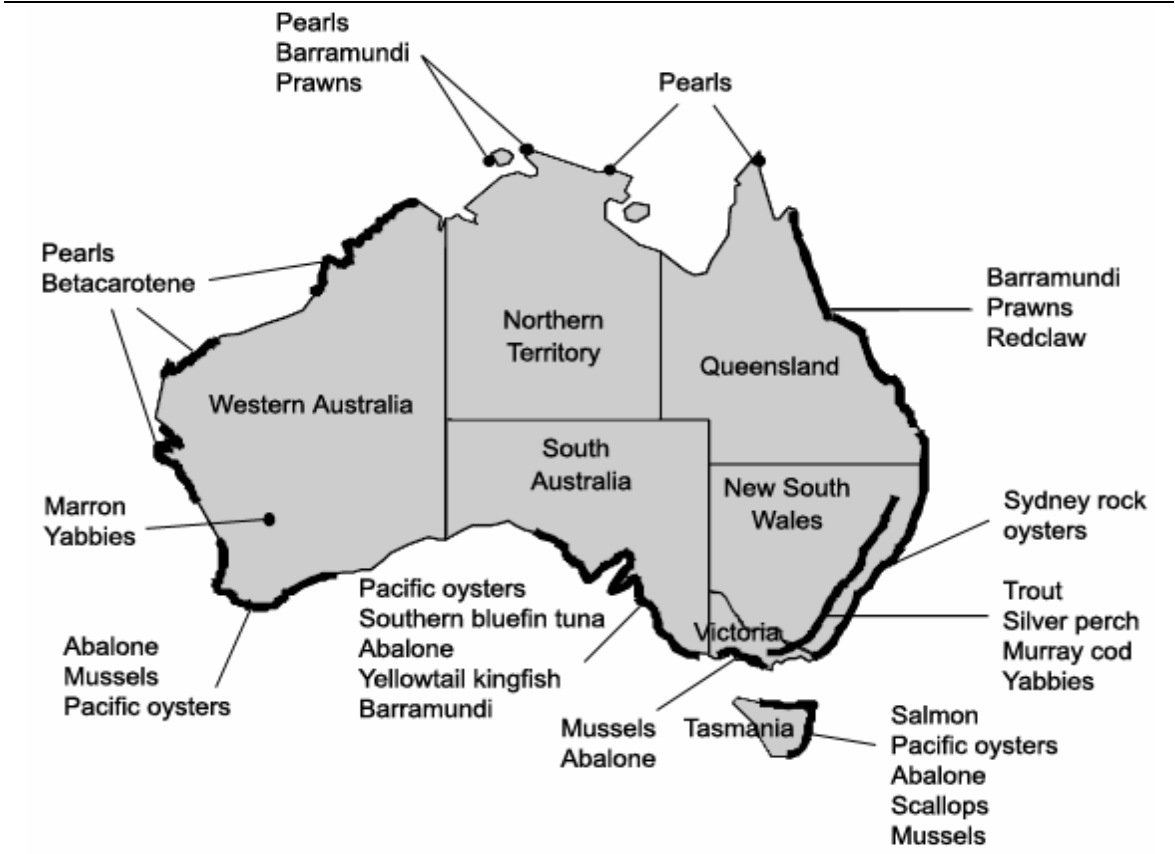 Pearls
Barramundi
Prawns
Pearls
Pearls
Betacarotene
Northern
Territory
Queensland
Barramundi
Prawns
Redclaw
Western Australia
South
Australia
New South
Wales
Marron
Yabbies
Sydney rock
oysters
Pacific oysters
Southern bluefin tuna
Abalone
Yellowtail kingfish
Barramundi
Victoria
Trout
Silver perch
Murray cod
Yabbies
Abalone
Mussels
Pacific oysters
Mussels
Abalone
Tasmania
Salmon
Pacific oysters
Abalone
Scallops
Mussels